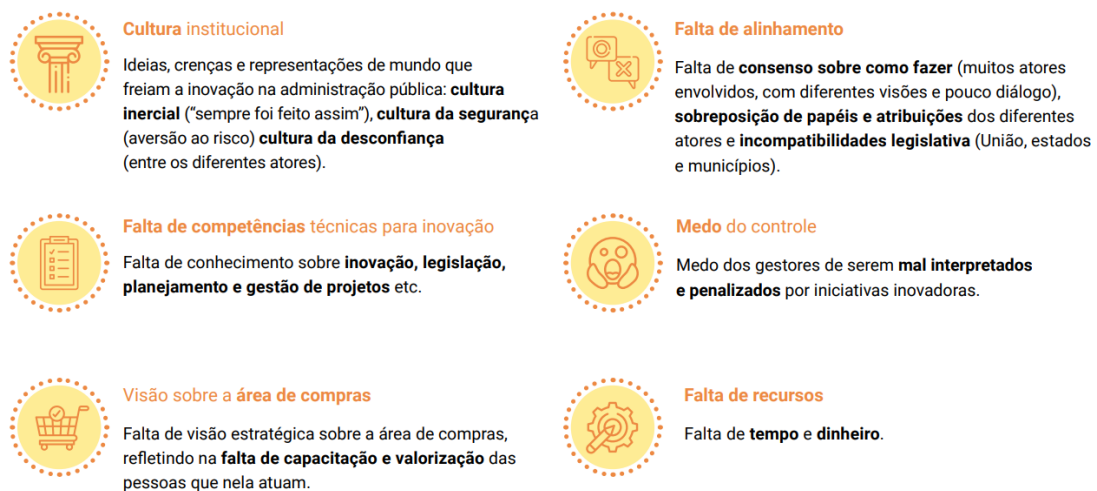 Cultura institucional
Ideias, crenças e representações de mundo que
freiam a inovação na administração pública: cultura
inercial (“sempre foi feito assim”), cultura da segurança
(aversão ao risco) cultura da desconfiança
(entre os diferentes atores).
Falta de alinhamento
Falta de consenso sobre como fazer (muitos atores
envolvidos, com diferentes visões e pouco diálogo),
sobreposição de papéis e atribuições dos diferentes
atores e incompatibilidades legislativa (União, estados
e municípios).
Falta de competências técnicas para inovação
Falta de conhecimento sobre inovação, legislação,
planejamento e gestão de projetos etc.
Medo do controle
Medo dos gestores de serem mal interpretados
e penalizados por iniciativas inovadoras.
Visão sobre a área de compras
Falta de visão estratégica sobre a área de compras,
refletindo na falta de capacitação e valorização das
pessoas que nela atuam.
Falta de recursos
Falta de tempo e dinheiro.